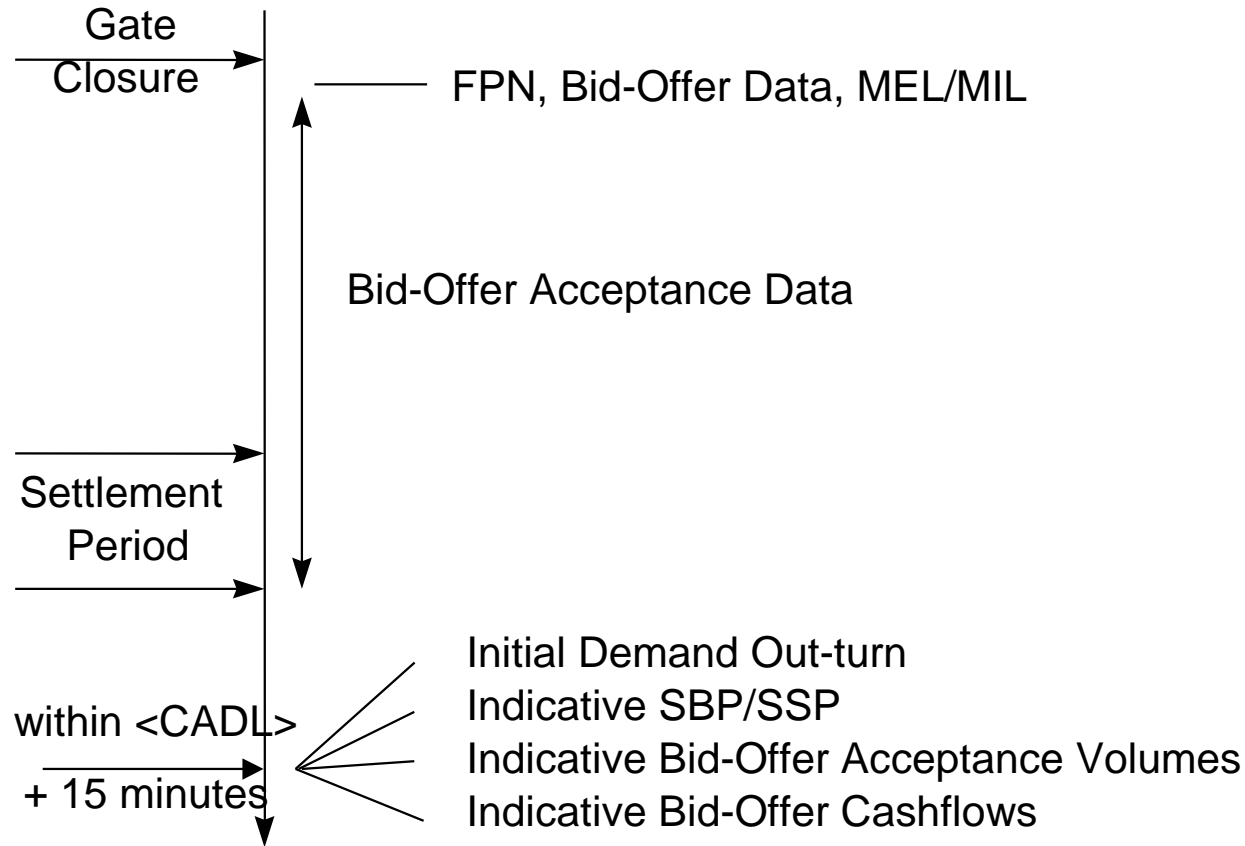 Gate
Closure
FPN, Bid-Offer Data, MEL/MIL
Bid-Offer Acceptance Data
Settlement
Period
Initial Demand Out-turn
Indicative SBP/SSP
within <CADL>
Indicative Bid-Offer Acceptance Volumes
+ 15 minutes
Indicative Bid-Offer Cashflows